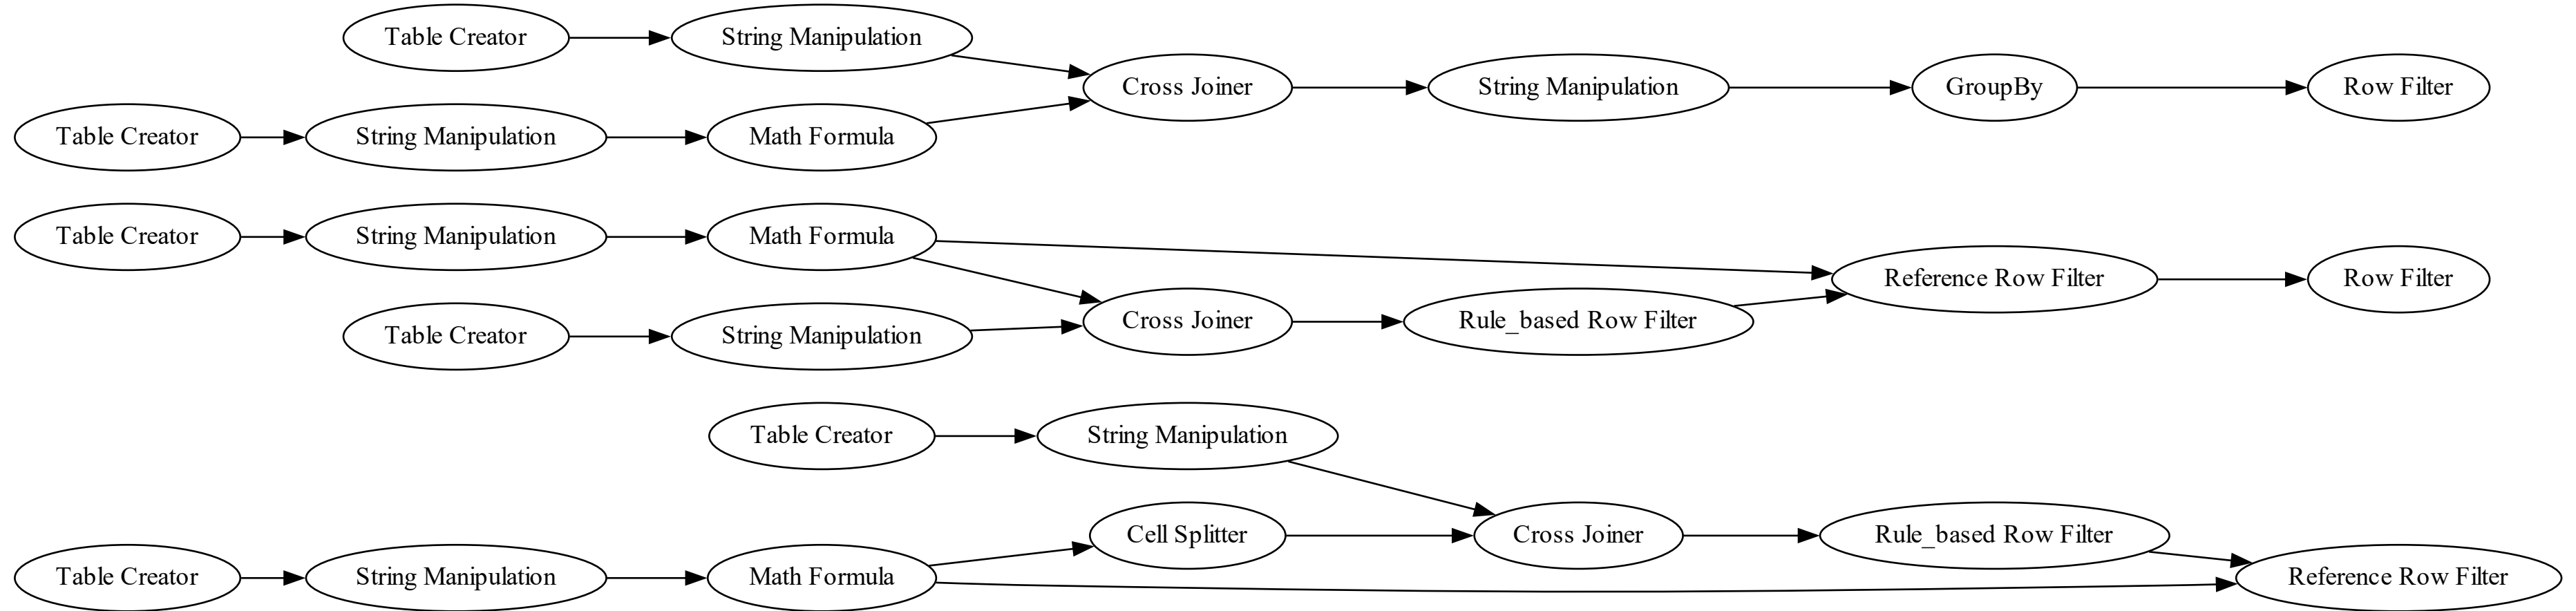 Table Creator
String Manipulation
Cross Joiner
String Manipulation
GroupBy
Row Filter
Table Creator
String Manipulation
Math Formula
Table Creator
String Manipulation
Math Formula
Reference Row Filter
Row Filter
Table Creator
String Manipulation
Cross Joiner
Rule_based Row Filter
Table Creator
String Manipulation
Cell Splitter
Cross Joiner
Rule_based Row Filter
Table Creator
String Manipulation
Math Formula
Reference Row Filter